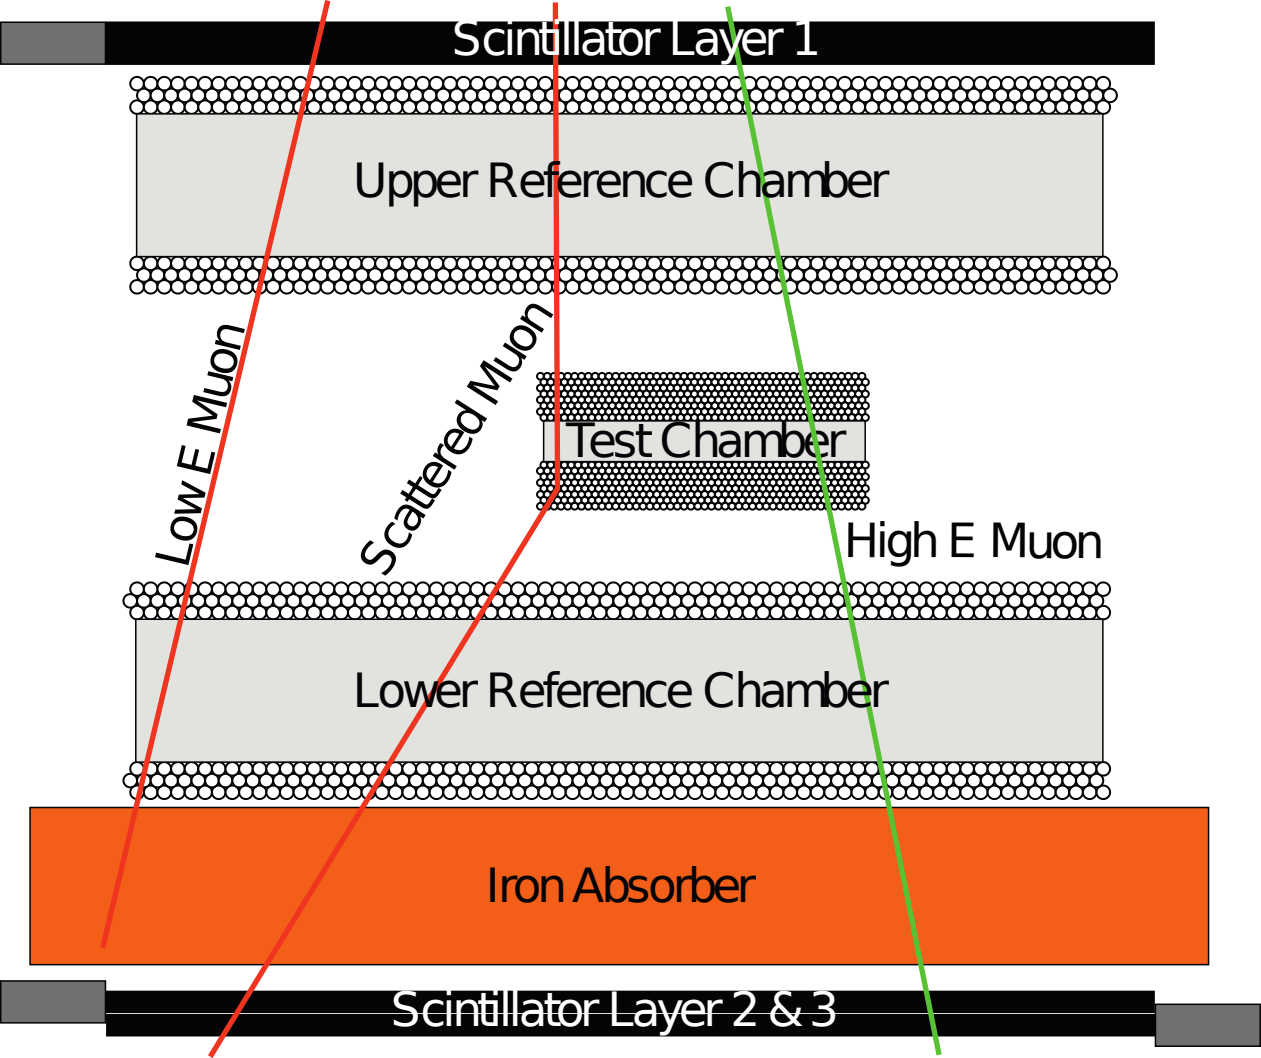 Scintillator Layer 1
Upper Reference Chamber
Low E Muon
Scattered Muon
Test Chamber
High E Muon
Lower Reference Chamber
Iron Absorber
Scintillator Layer 2 & 3